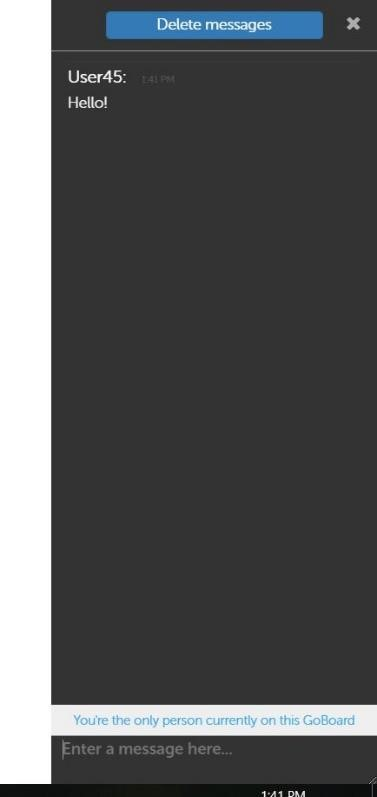 Delete messages ✖
User45: 1:41 PM
Hello!
You're the only person currently on this GoBoard
Enter a message here...
1:41 PM